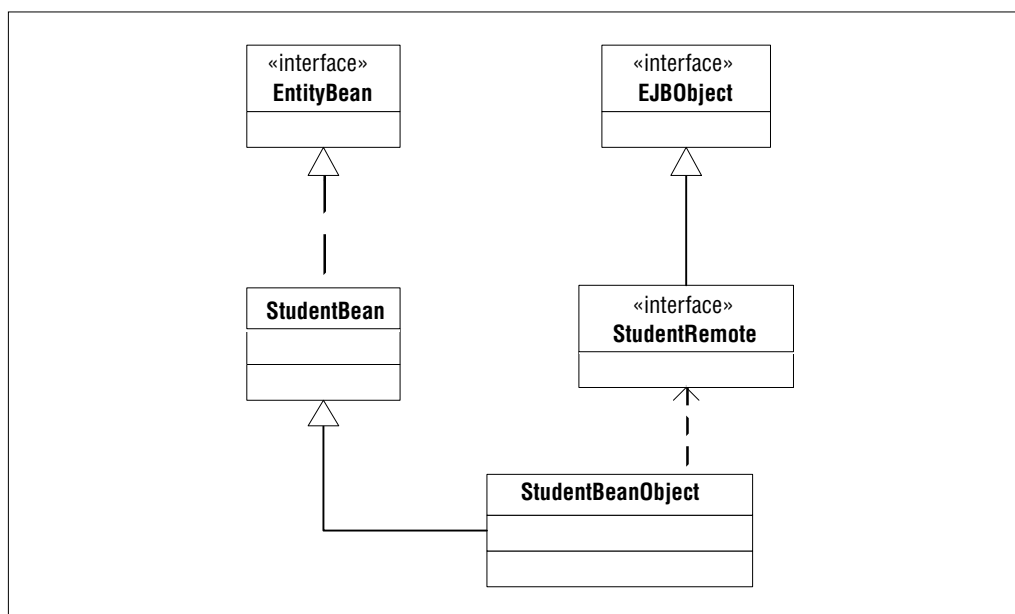 «interface»
EntityBean
«interface»
EJBObject
StudentBean
«interface»
StudentRemote
StudentBeanObject